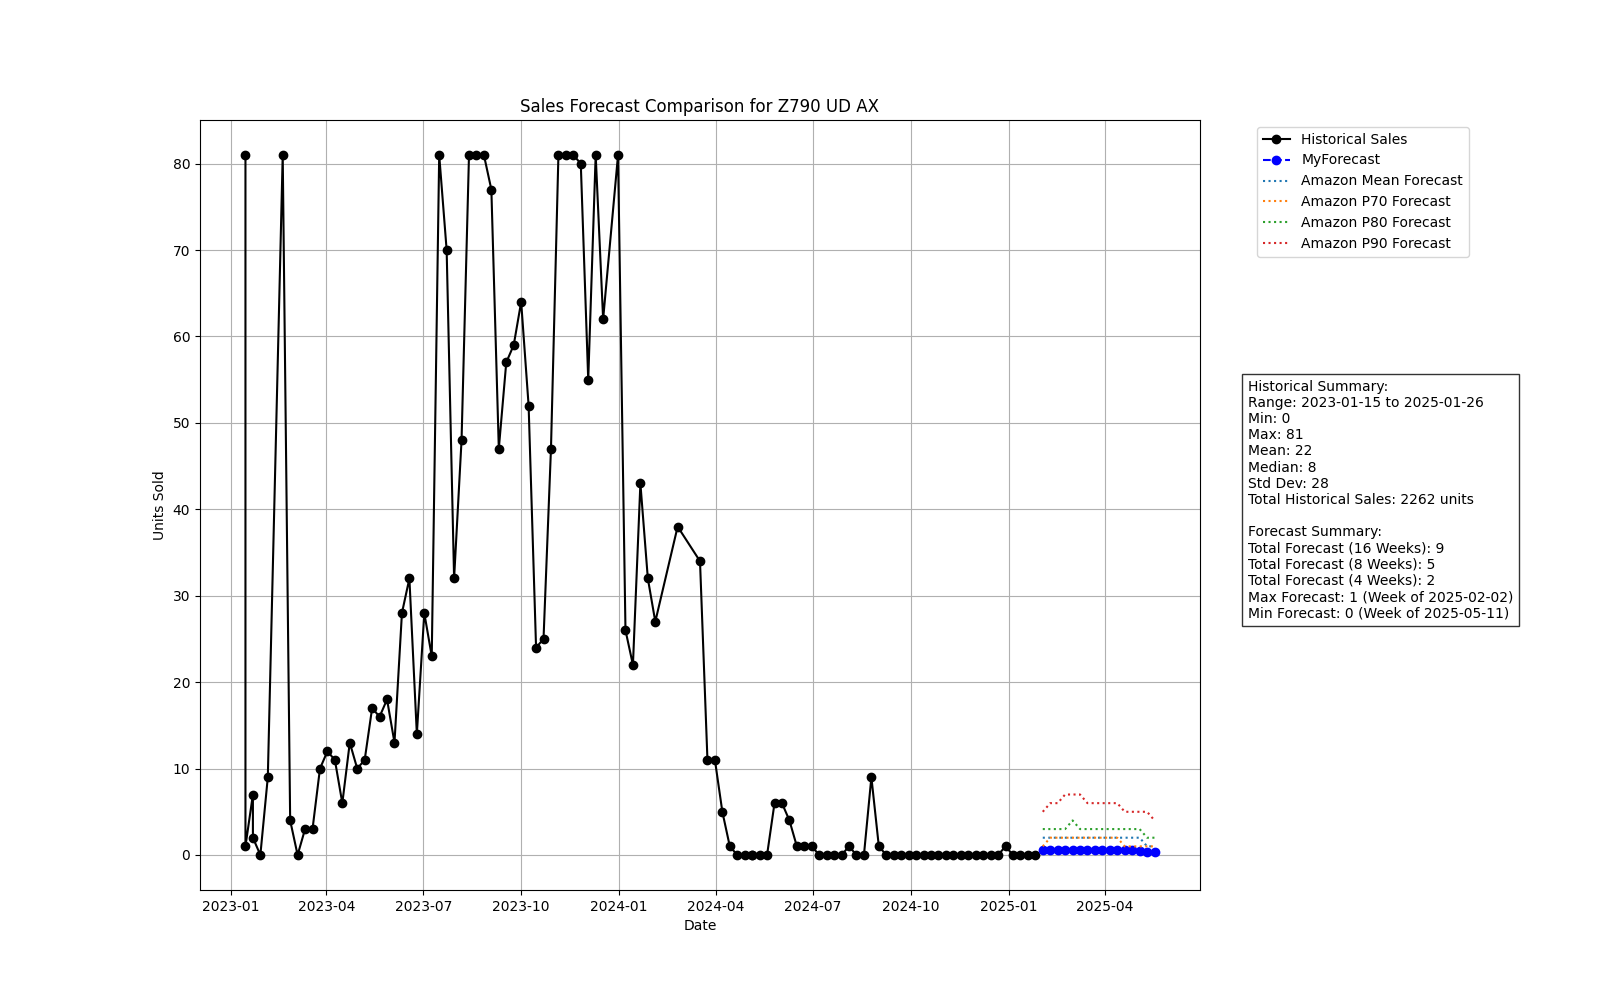 Sales Forecast Comparison for Z790 UD AX
Historical Sales
MyForecast
Amazon Mean Forecast
Amazon P70 Forecast
Amazon P80 Forecast
Amazon P90 Forecast
80
70
60
50
40
30
20
10
0
Units Sold
2023-01
2023-04
2023-07
2023-10
2024-01
2024-04
2024-07
2024-10
2025-01
2025-04
Date
Historical Summary:
Range: 2023-01-15 to 2025-01-26
Min: 0
Max: 81
Mean: 22
Median: 8
Std Dev: 28
Total Historical Sales: 2262 units
Forecast Summary:
Total Forecast (16 Weeks): 9
Total Forecast (8 Weeks): 5
Total Forecast (4 Weeks): 2
Max Forecast: 1 (Week of 2025-02-02)
Min Forecast: 0 (Week of 2025-05-11)